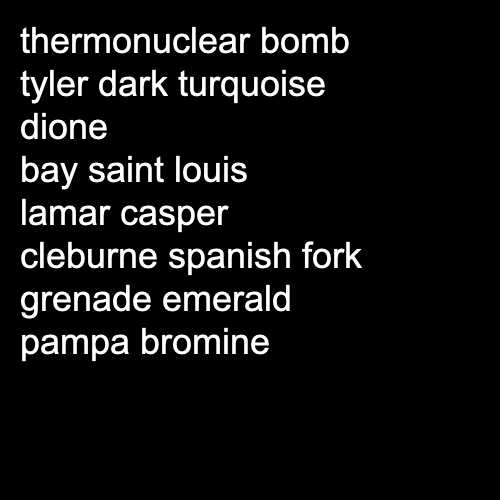 thermonuclear bomb
tyler dark turquoise
dione
bay saint louis
lamar casper
cleburne spanish fork
grenade emerald
pampa bromine